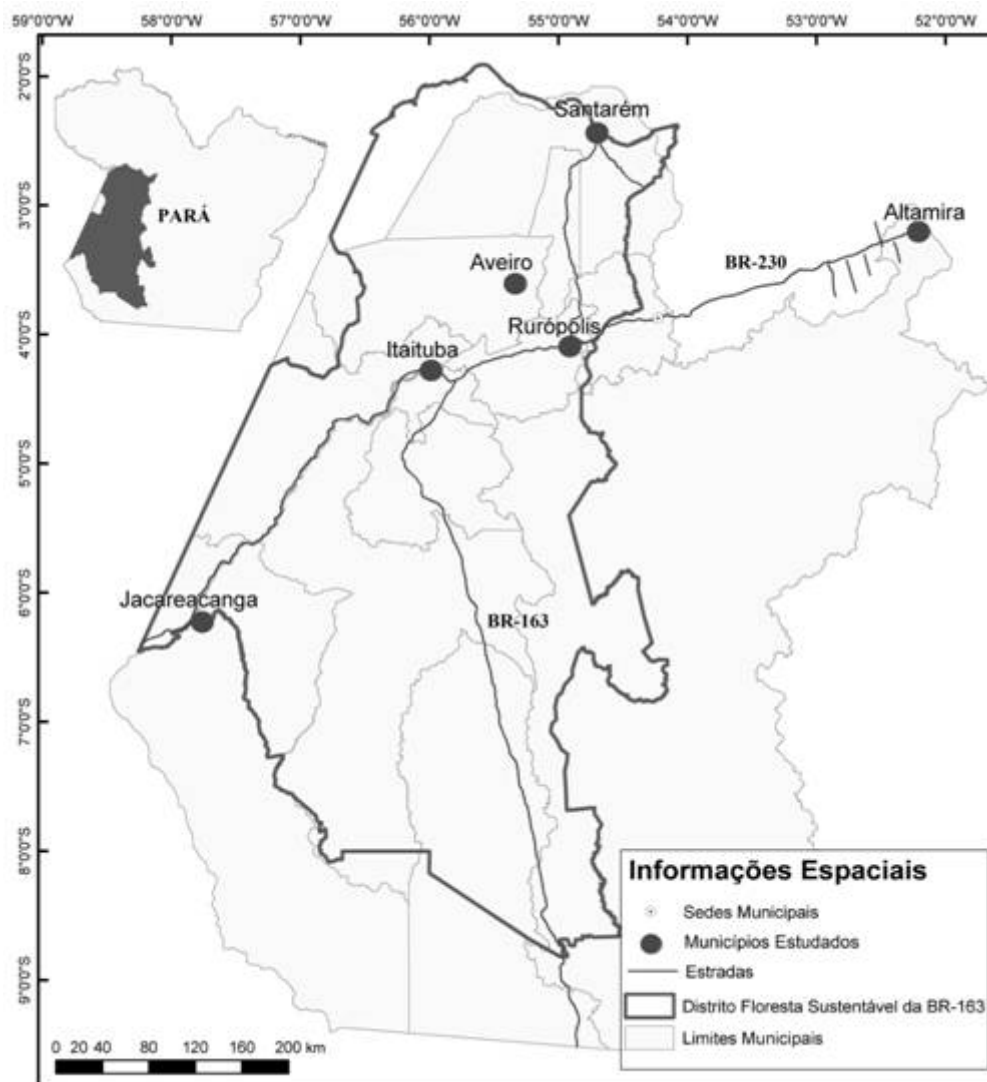 59°0'0"W 58°0'0"W 57°0'0"W 56°0'0"W 55°0'0"W 54°0'0"W 53°0'0"W 52°0'0"W
2°0'0"S
3°0'0"S
4°0'0"S
5°0'0"S
6°0'0"S
7°0'0"S
8°0'0"S
9°0'0"S
PARÁ
Santarém
Altamira
BR-230
Aveiro
Rurópolis
Itaituba
Jacareacanga
BR-163
Informações Espaciais
Sedes Municipais
Municípios Estudados
Estradas
Distrito Floresta Sustentável da BR-163
Limites Municipais
0 20 40 80 120 160 200 km